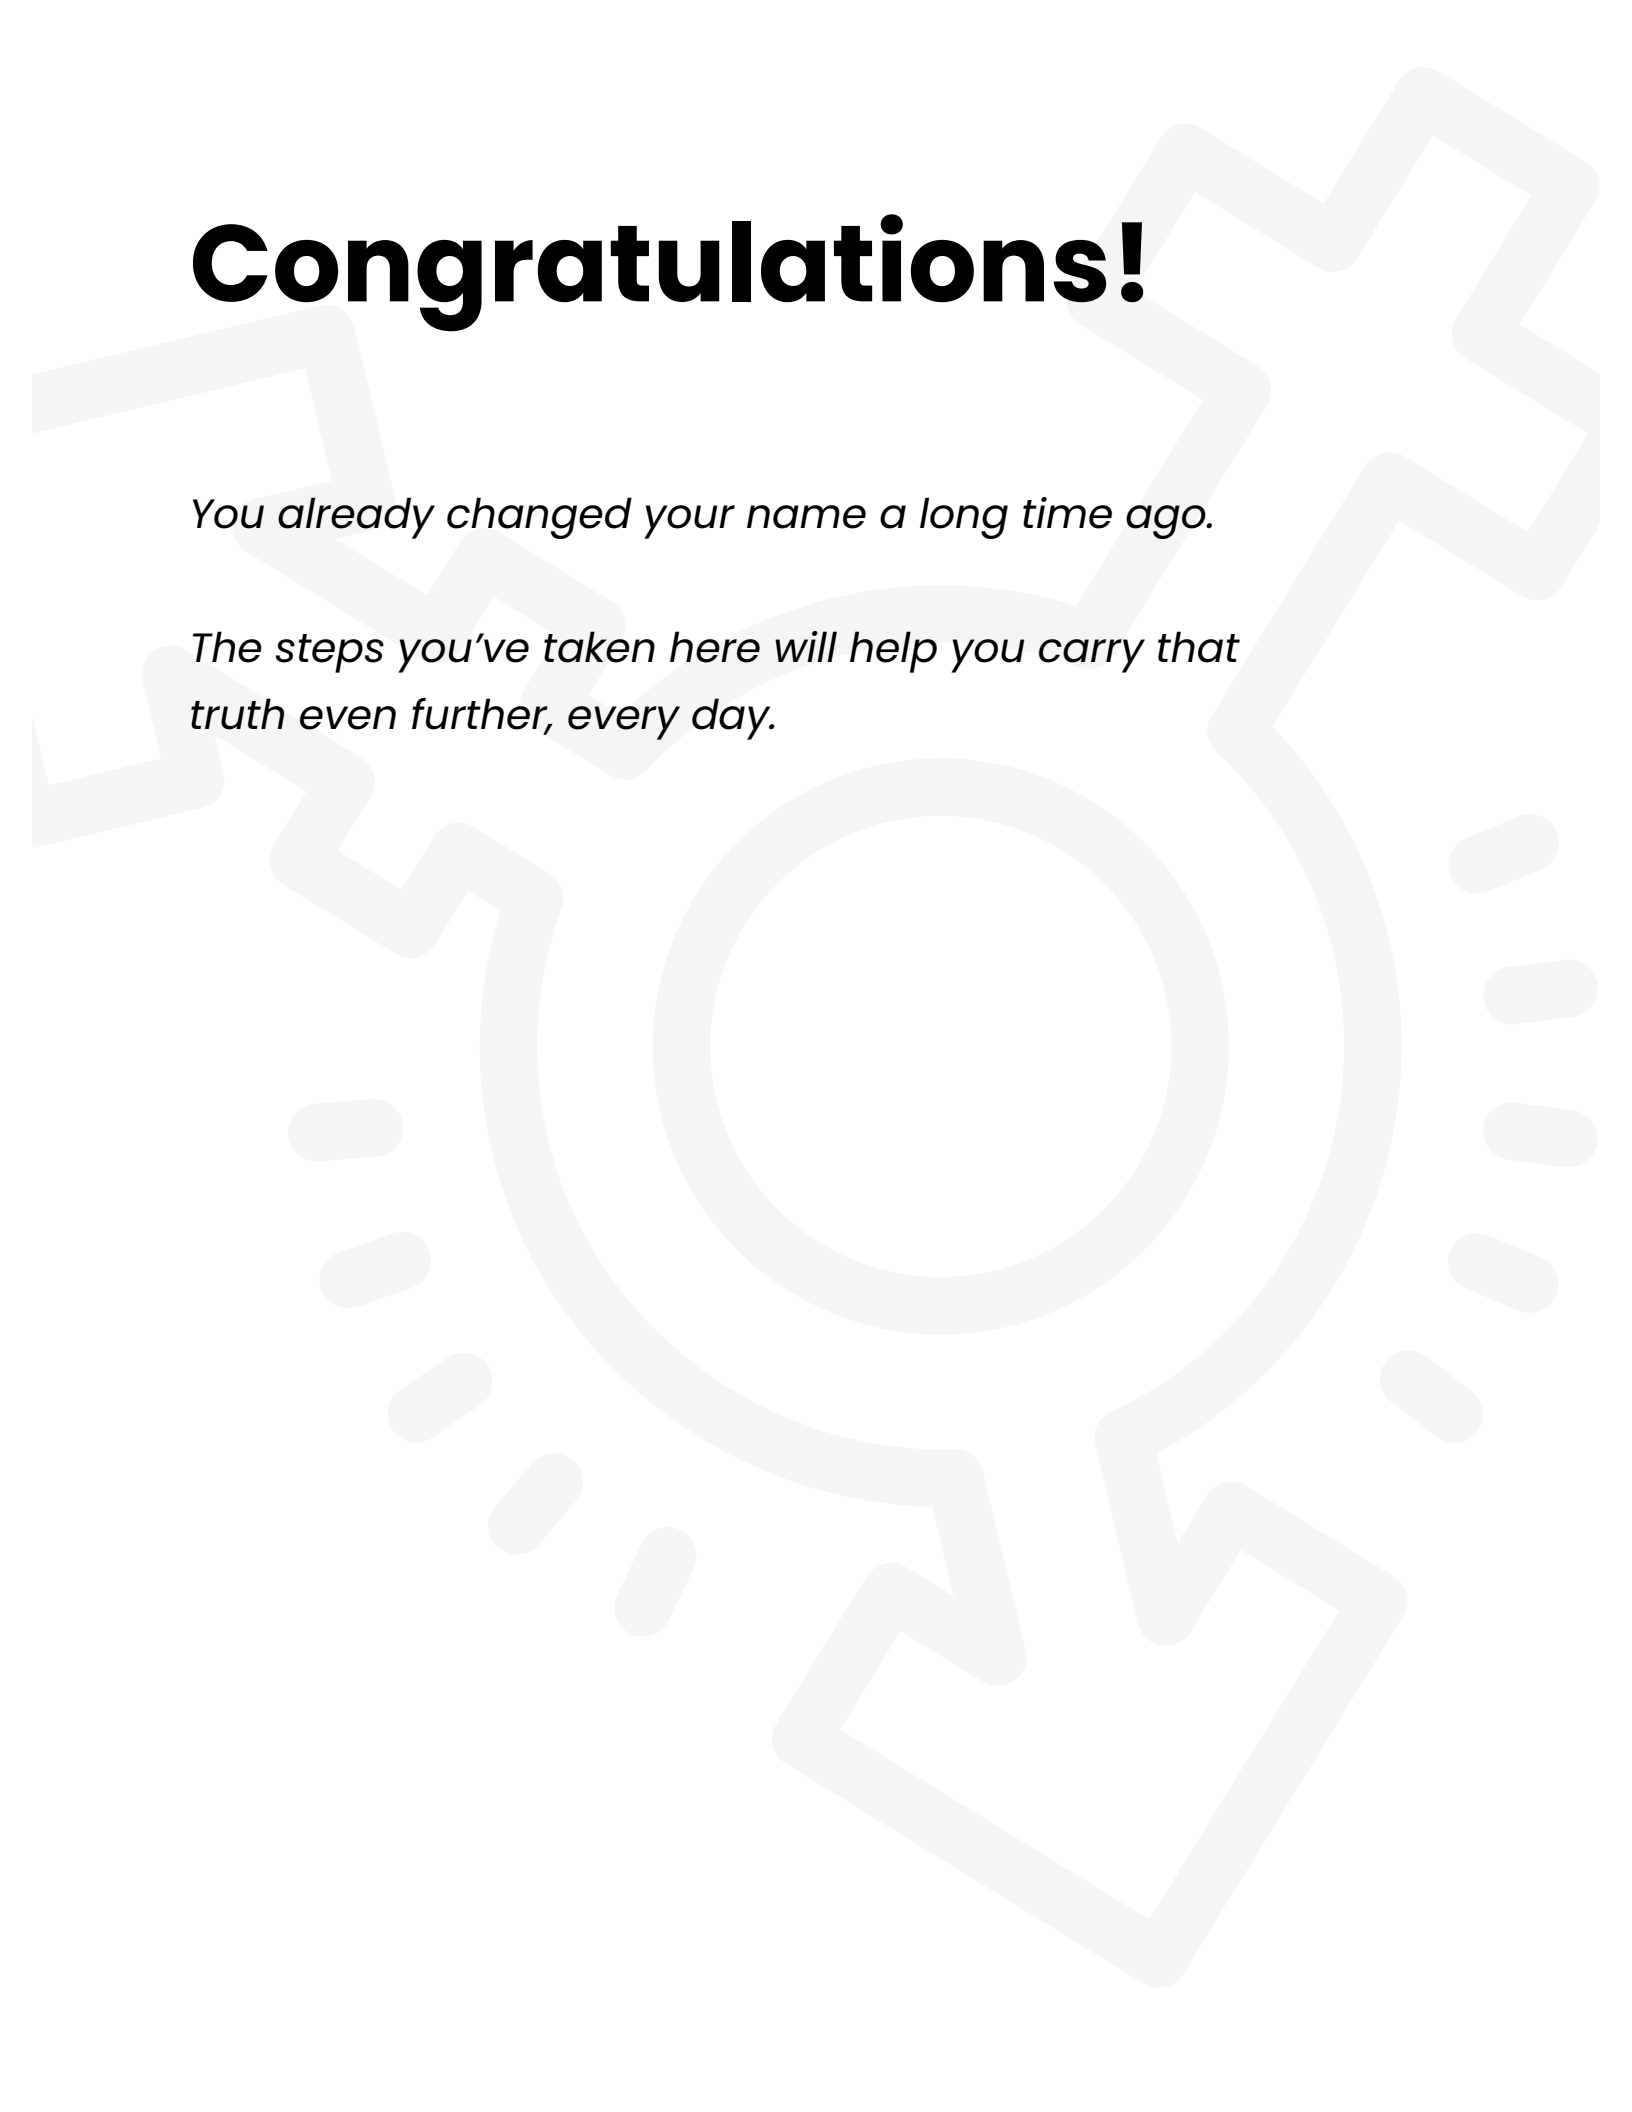 Congratulations!
You already changed your name a long time ago.
The steps you’ve taken here will help you carry that
truth even further, every day.